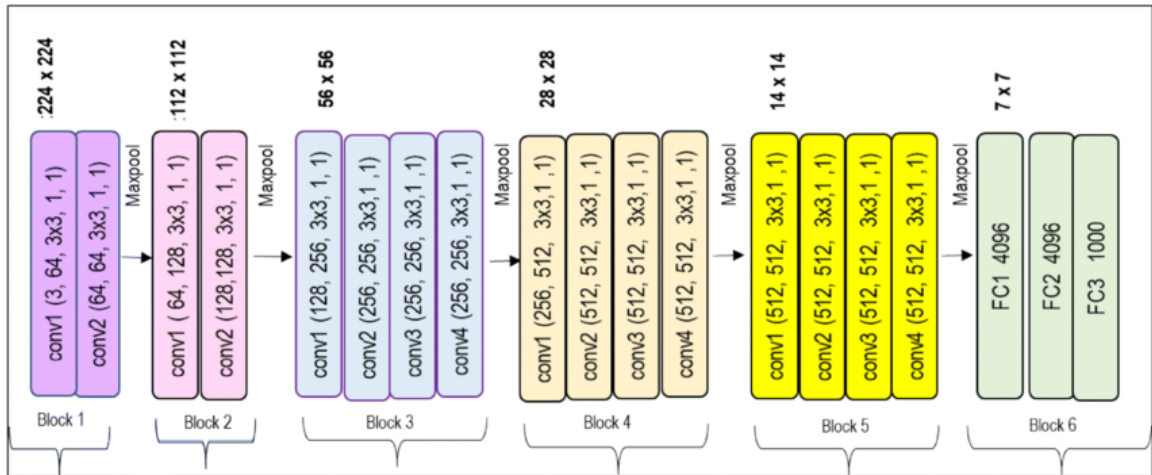 :224 x 224
conv1 (3, 64, 3x3, 1, 1)
conv2 (64, 64, 3x3, 1, 1)
Block 1
Maxpool
:112 x 112
conv1 ( 64, 128, 3x3, 1, 1)
conv2 (128,128, 3x3, 1, 1)
Block 2
Maxpool
56 x 56
conv1 (128, 256, 3x3, 1, 1)
conv2 (256, 256, 3x3,1 ,1)
conv3 (256, 256, 3x3,1 ,1)
conv4 (256, 256, 3x3,1 ,1)
Block 3
Maxpool
28 x 28
conv1 (256, 512, 3x3,1 ,1)
conv2 (512, 512, 3x3,1 ,1)
conv3 (512, 512, 3x3,1 ,1)
conv4 (512, 512, 3x3,1 ,1)
Block 4
Maxpool
14 x 14
conv1 (512, 512, 3x3,1 ,1)
conv2 (512, 512, 3x3,1 ,1)
conv3 (512, 512, 3x3,1 ,1)
conv4 (512, 512, 3x3,1 ,1)
Block 5
Maxpool
7 x 7
FC1 4096
FC2 4096
FC3 1000
Block 6